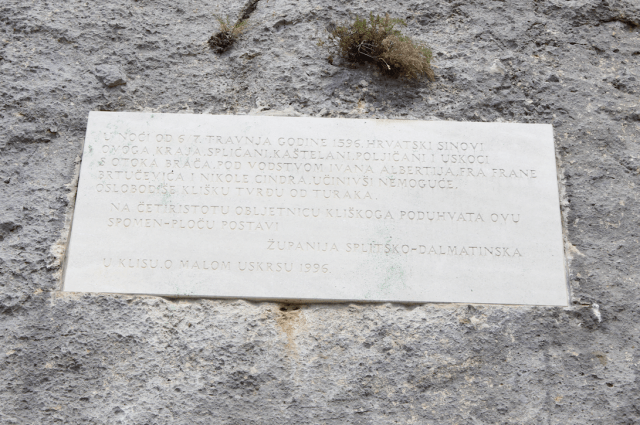 U NOĆI OD 6-7. TRAVNJA GODINE 1596. HRVATSKI SINOVI
OVOGA KRAJA, SPLIĆANI, KAŠTELANI, POLJIČANI I USKOCI
S OTOKA BRAČA, POD VODSTVOM IVANA ALBERTIJA, FRA FRANE
BRTUČEVIĆA I NIKOLE CINDRA, UČINIVŠI NEMOGUĆE,
OSLOBODIŠE KLIŠKU TVRĐU OD TURAKA.
NA ČETIRISTOTU OBLJETNICU KLIŠKOGA PODUHVATA OVU
SPOMEN-PLOČU POSTAVI
ŽUPANIJA SPLITSKO-DALMATINSKA
U KLISU, O MALOM USKRSU 1996.